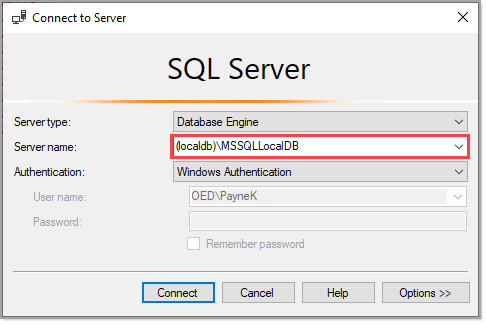 Connect to Server
SQL Server
Server type: Database Engine
Server name: (localdb)\MSSQLLocalDB
Authentication: Windows Authentication
User name: OED\PayneK
Password:
Remember password
Connect Cancel Help Options >>